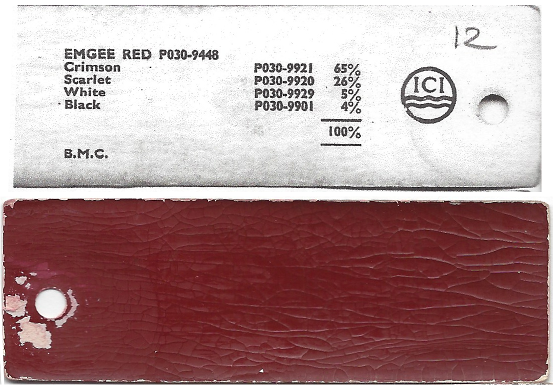 12
EMGEE RED P030-9448
Crimson P030-9921 65%
Scarlet P030-9920 26%
White P030-9929 5%
Black P030-9901 4%
100%
ICI
B.M.C.